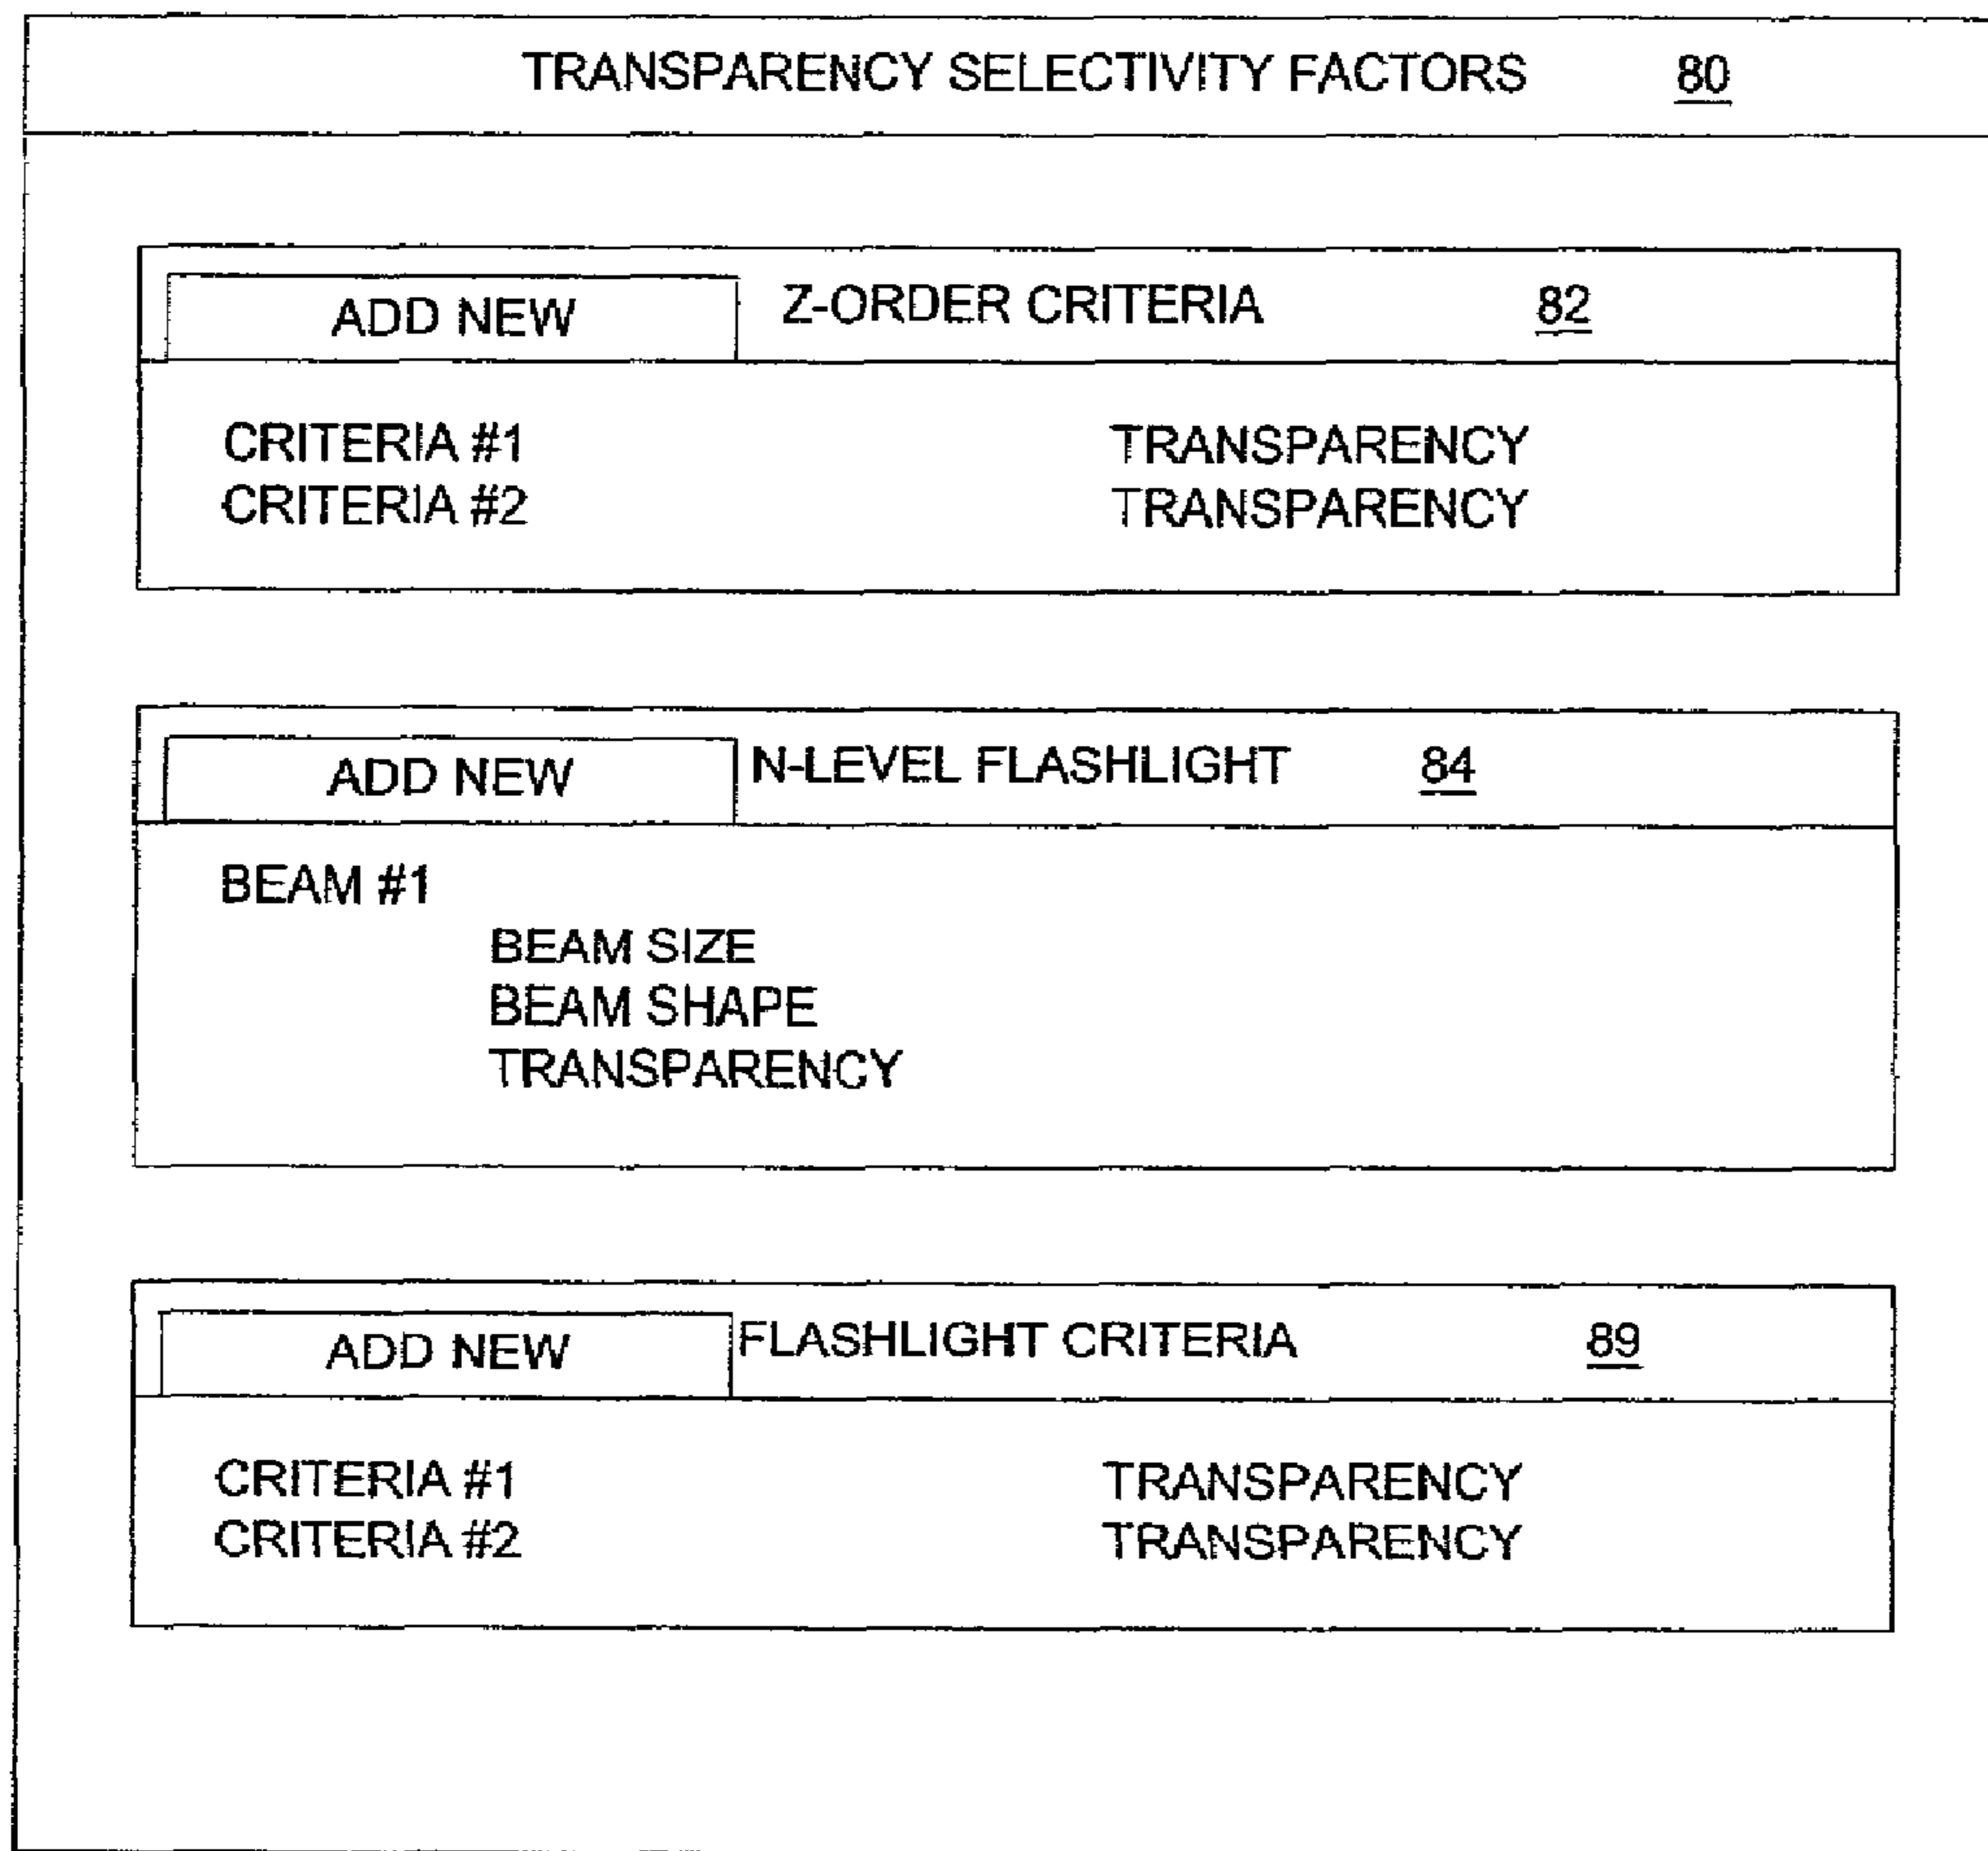 TRANSPARENCY SELECTIVITY FACTORS 80
ADD NEW Z-ORDER CRITERIA 82
CRITERIA #1 TRANSPARENCY
CRITERIA #2 TRANSPARENCY
ADD NEW N-LEVEL FLASHLIGHT 84
BEAM #1
BEAM SIZE
BEAM SHAPE
TRANSPARENCY
ADD NEW FLASHLIGHT CRITERIA 89
CRITERIA #1 TRANSPARENCY
CRITERIA #2 TRANSPARENCY